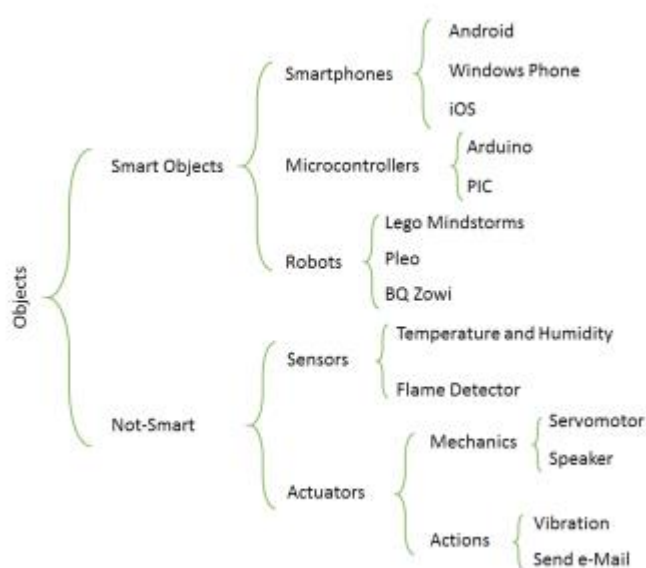 Objects
Smart Objects
Smartphones
Android
Windows Phone
iOS
Microcontrollers
Arduino
PIC
Robots
Lego Mindstorms
Pleo
BQ Zowi
Not-Smart
Sensors
Temperature and Humidity
Flame Detector
Actuators
Mechanics
Servomotor
Speaker
Actions
Vibration
Send e-Mail